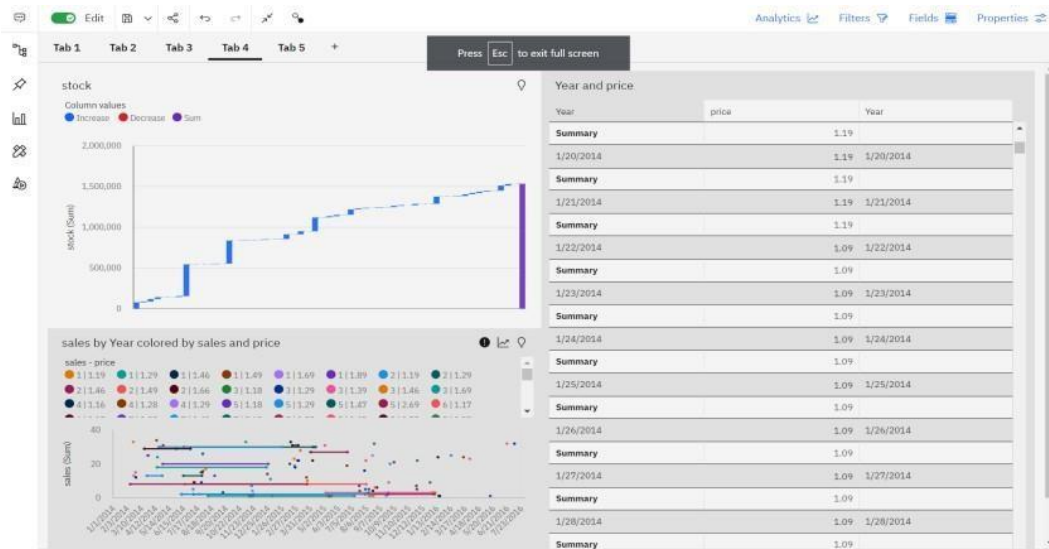 Edit
Analytics
Filters
Fields
Properties
Tab 1 Tab 2 Tab 3 Tab 4 Tab 5 +
Press Esc to exit full screen
stock
Column values
Increase Decrease Sum
2,000,000
1,500,000
1,000,000
500,000
0
stock (Sum)
sales by Year colored by sales and price
sales - price
1 | 1.19 1 | 1.29 1 | 1.46 1 | 1.49 1 | 1.69 1 | 1.89 2 | 1.19 2 | 1.29
2 | 1.46 2 | 1.49 2 | 1.66 3 | 1.18 3 | 1.29 3 | 1.39 3 | 1.46 3 | 1.69
4 | 1.16 4 | 1.28 4 | 1.29 5 | 1.18 5 | 1.29 5 | 1.47 5 | 2.69 6 | 1.17
40
20
0
sales (Sum)
1/1/2014
Year and price
Year price Year
Summary 1.19
1/20/2014 1.19 1/20/2014
Summary 1.19
1/21/2014 1.19 1/21/2014
Summary 1.19
1/22/2014 1.09 1/22/2014
Summary 1.09
1/23/2014 1.09 1/23/2014
Summary 1.09
1/24/2014 1.09 1/24/2014
Summary 1.09
1/25/2014 1.09 1/25/2014
Summary 1.09
1/26/2014 1.09 1/26/2014
Summary 1.09
1/27/2014 1.09 1/27/2014
Summary 1.09
1/28/2014 1.09 1/28/2014
Summary 1.09